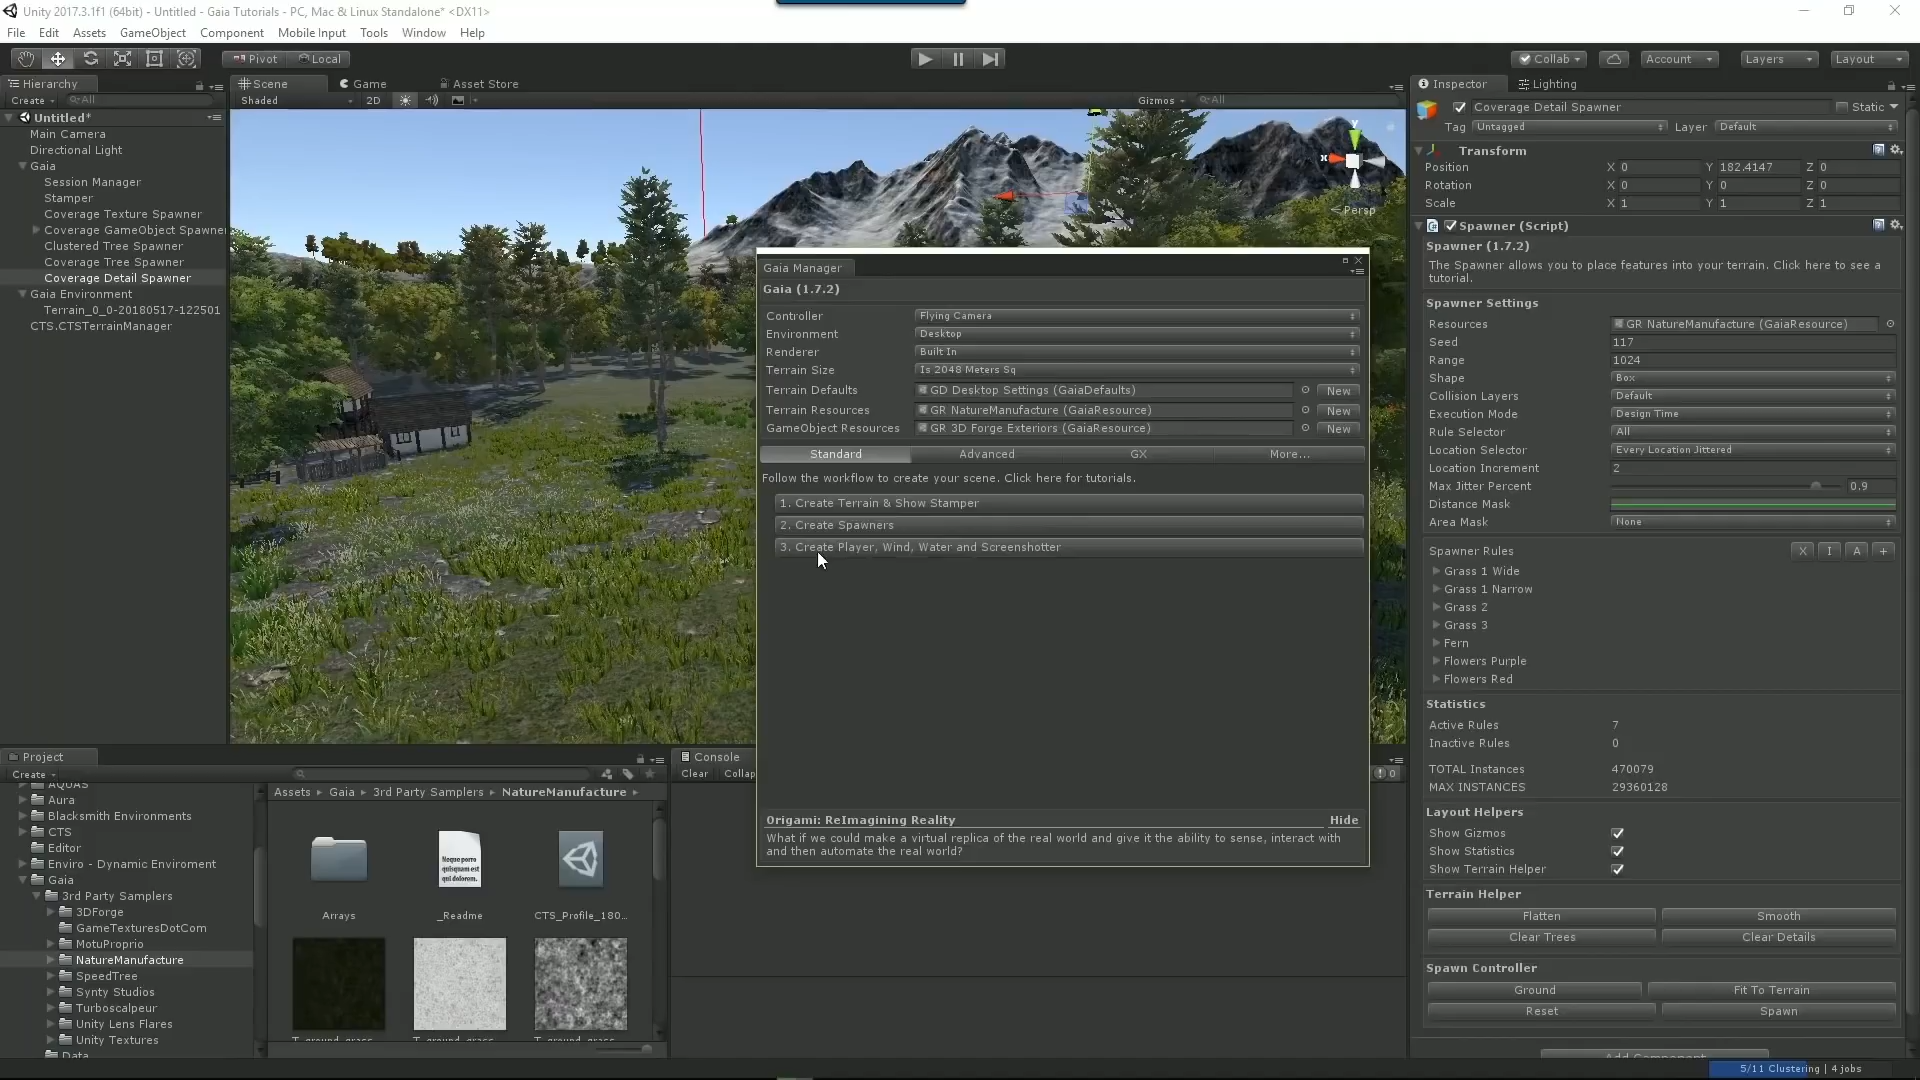 Unity 2017.3.1f1 (64bit) - Untitled - Gaia Tutorials - PC, Mac & Linux Standalone* <DX11>
File Edit Assets GameObject Component Mobile Input Tools Window Help
Pivot Local
Collab Account Layers Layout
Hierarchy
Create All
Untitled*
Main Camera
Directional Light
Gaia
Session Manager
Stamper
Coverage Texture Spawner
Coverage GameObject Spawner
Clustered Tree Spawner
Coverage Tree Spawner
Coverage Detail Spawner
Gaia Environment
Terrain_0_0-20180517-122501
CTS.CTSTerrainManager
Scene Game Asset Store
Shaded 2D Gizmos All
y
x
Persp
Gaia Manager
Gaia (1.7.2)
Controller Flying Camera
Environment Desktop
Renderer Built In
Terrain Size Is 2048 Meters Sq
Terrain Defaults GD Desktop Settings (GaiaDefaults) New
Terrain Resources GR NatureManufacture (GaiaResource) New
GameObject Resources GR 3D Forge Exteriors (GaiaResource) New
Standard Advanced GX More...
Follow the workflow to create your scene. Click here for tutorials.
1. Create Terrain & Show Stamper
2. Create Spawners
3. Create Player, Wind, Water and Screenshotter
Origami: ReImagining Reality Hide
What if we could make a virtual replica of the real world and give it the ability to sense, interact with
and then automate the real world?
Inspector Lighting
Coverage Detail Spawner Static
Tag Untagged Layer Default
Transform
Position X 0 Y 182.4147 Z 0
Rotation X 0 Y 0 Z 0
Scale X 1 Y 1 Z 1
Spawner (Script)
Spawner (1.7.2)
The Spawner allows you to place features into your terrain. Click here to see a
tutorial.
Spawner Settings
Resources GR NatureManufacture (GaiaResource)
Seed 117
Range 1024
Shape Box
Collision Layers Default
Execution Mode Design Time
Rule Selector All
Location Selector Every Location Jittered
Location Increment 2
Max Jitter Percent 0.9
Distance Mask
Area Mask None
Spawner Rules X I A +
Grass 1 Wide
Grass 1 Narrow
Grass 2
Grass 3
Fern
Flowers Purple
Flowers Red
Statistics
Active Rules 7
Inactive Rules 0
TOTAL Instances 470079
MAX INSTANCES 29360128
Layout Helpers
Show Gizmos
Show Statistics
Show Terrain Helper
Terrain Helper
Flatten Smooth
Clear Trees Clear Details
Spawn Controller
Ground Fit To Terrain
Reset Spawn
Add Component
5/11 Clustering | 4 jobs
Project
Create
AQUAS
Aura
Blacksmith Environments
CTS
Editor
Enviro - Dynamic Enviroment
Gaia
3rd Party Samplers
3DForge
GameTexturesDotCom
MotuProprio
NatureManufacture
SpeedTree
Synty Studios
Turboscalpeur
Unity Lens Flares
Unity Textures
Data
Assets Gaia 3rd Party Samplers NatureManufacture
Neque porro
quisquam est
qui dolorem.
Arrays _Readme CTS_Profile_180...
T_ground_grass_ T_ground_grass_ T_ground_grass_
Console
Clear Collap
0